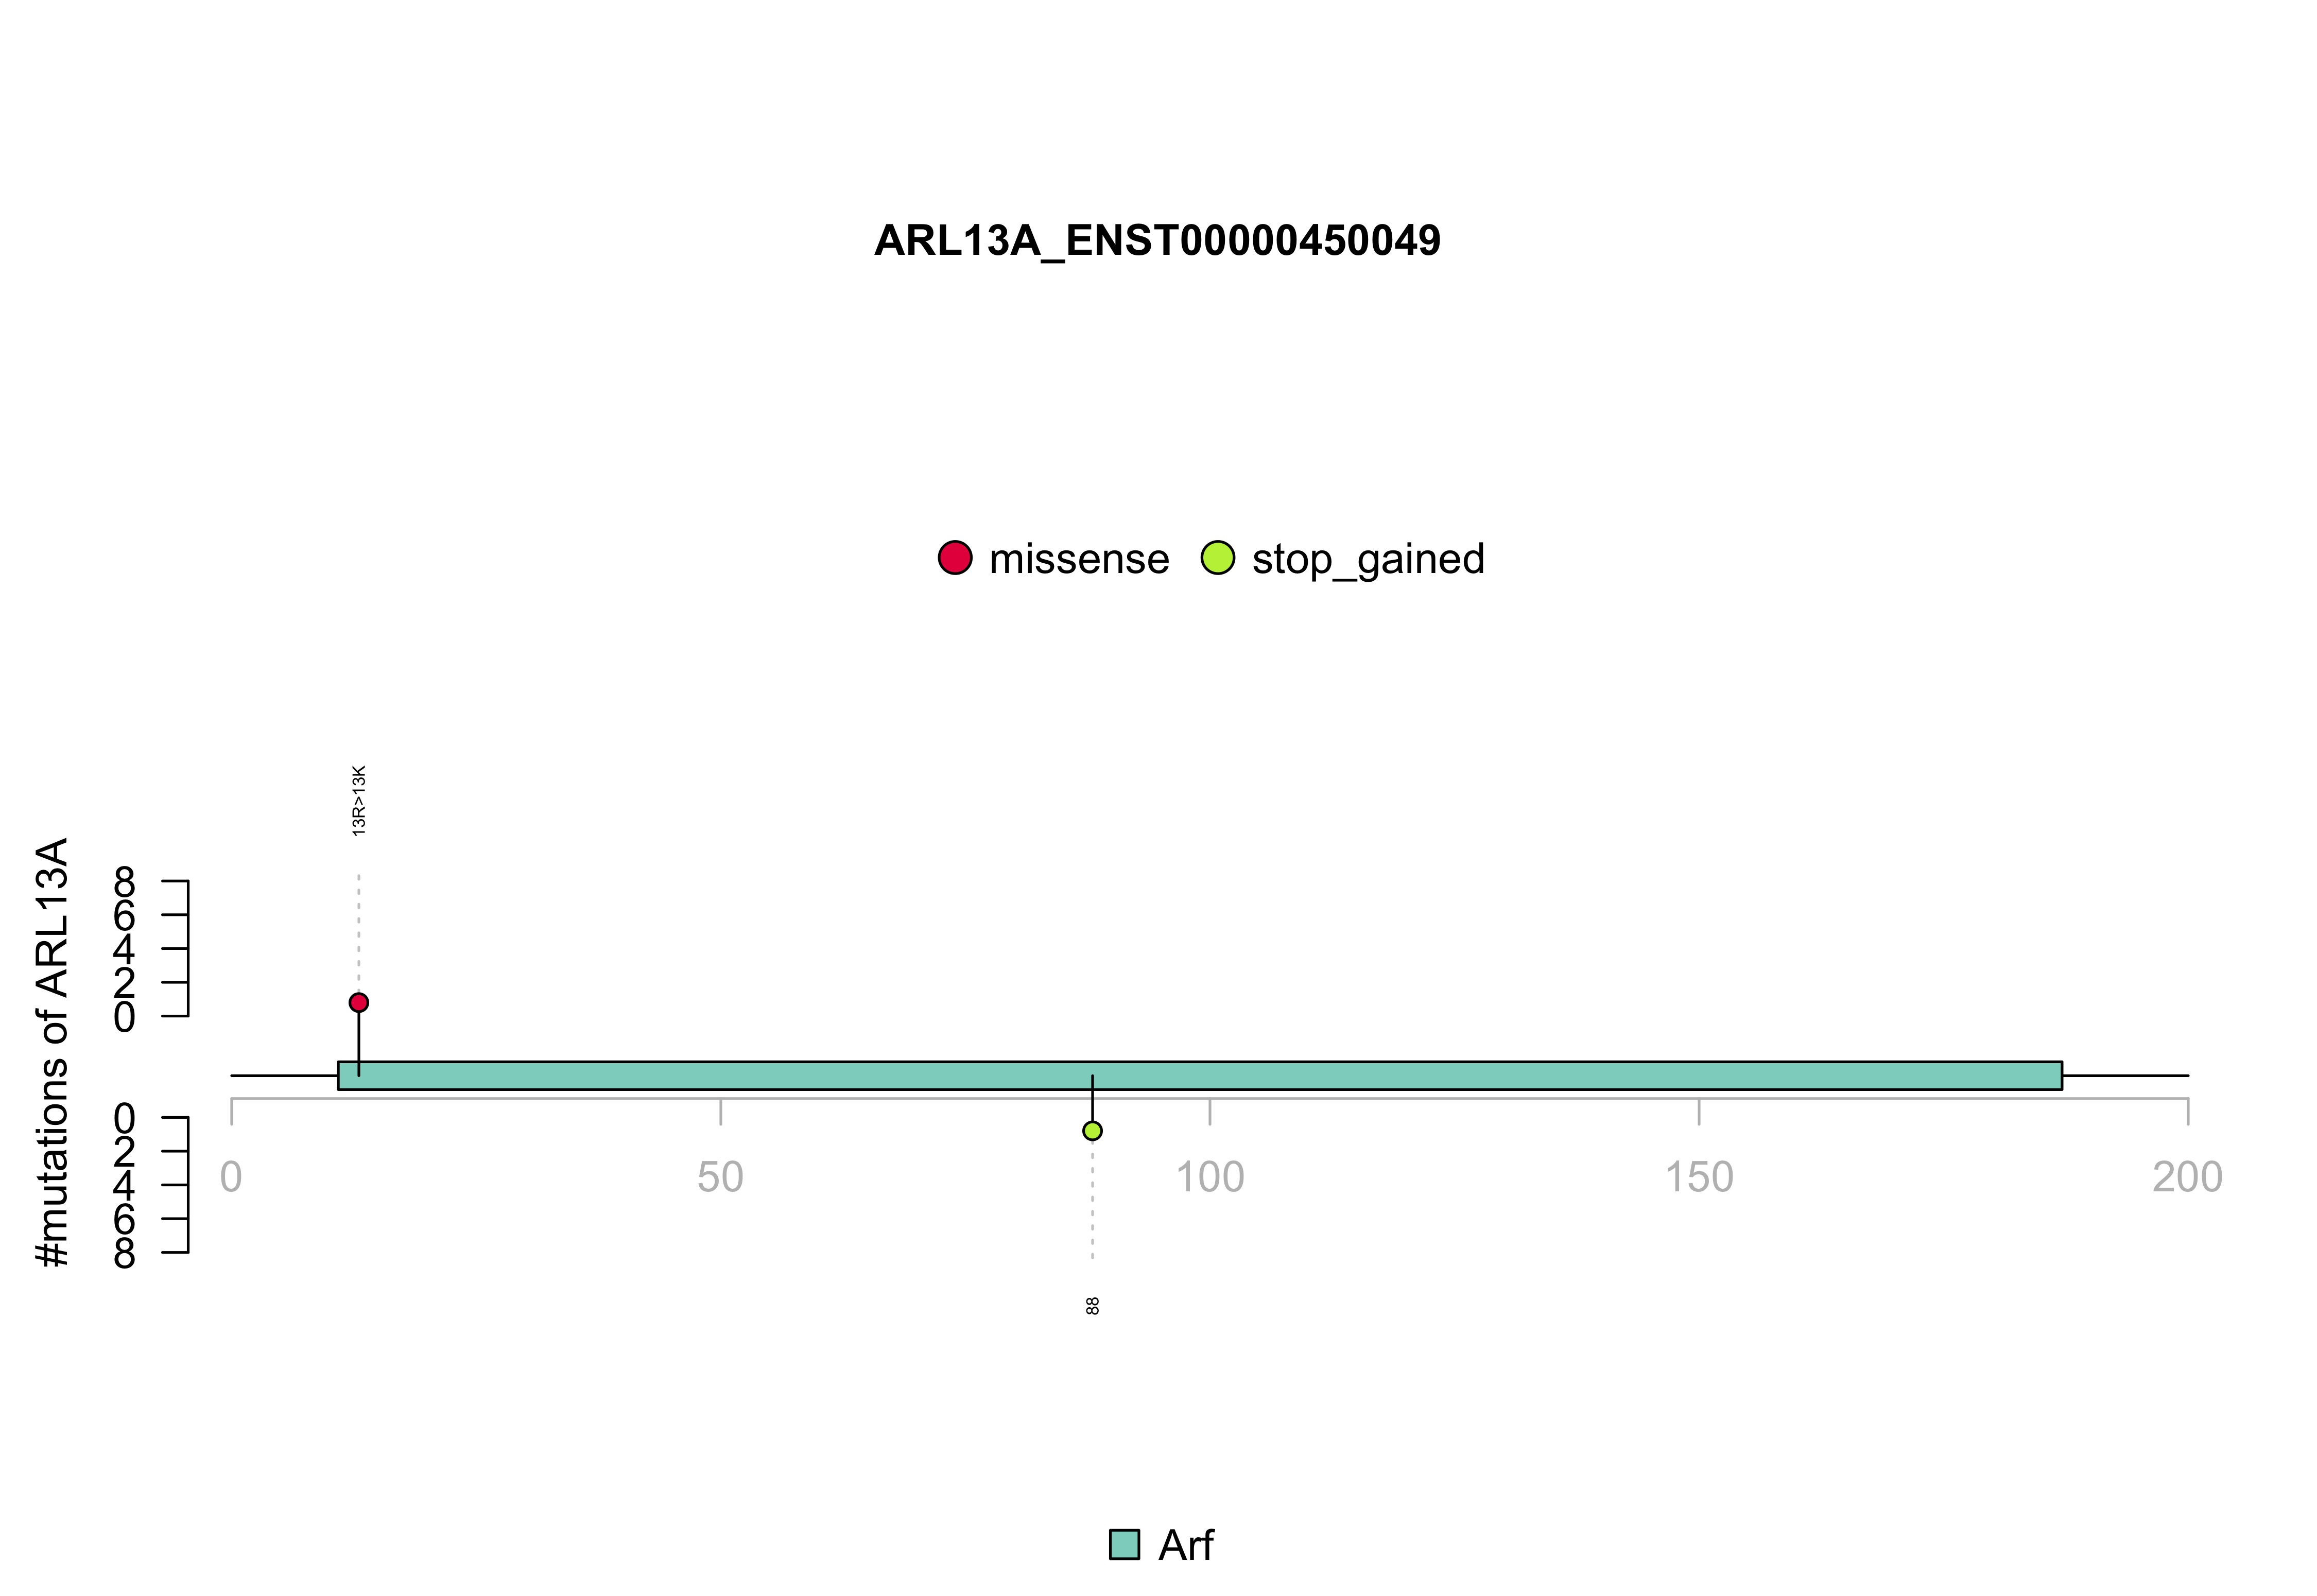 ARL13A_ENST00000450049
missense
stop_gained
13R>13K
#mutations of ARL13A
8
6
4
2
0
0
2
4
6
8
0
50
100
150
200
88
Arf